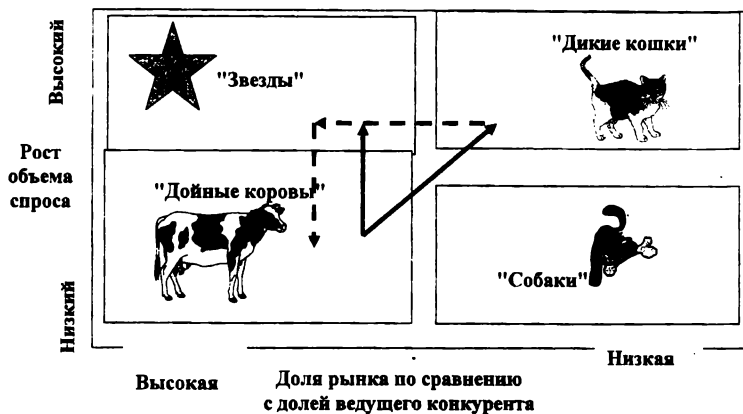 Высокий
"Звезды"
"Дикие кошки"
Рост
объема
спроса
"Дойные коровы"
"Собаки"
Низкий
Высокая
Доля рынка по сравнению
с долей ведущего конкурента
Низкая